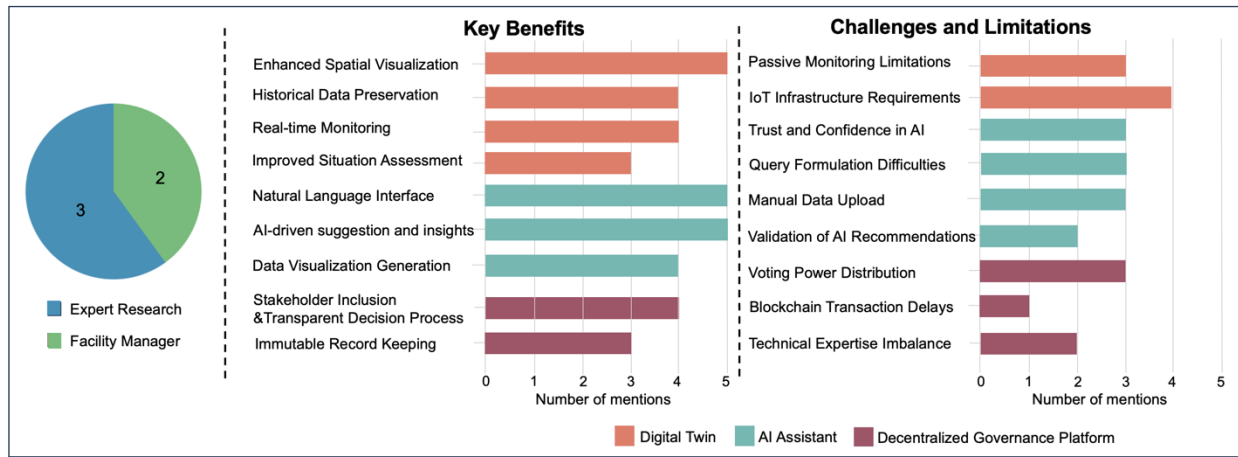 Key Benefits
Challenges and Limitations
3
2
Expert Research
Facility Manager
Enhanced Spatial Visualization
Historical Data Preservation
Real-time Monitoring
Improved Situation Assessment
Natural Language Interface
AI-driven suggestion and insights
Data Visualization Generation
Stakeholder Inclusion
&Transparent Decision Process
Immutable Record Keeping
0 1 2 3 4 5
Number of mentions
Passive Monitoring Limitations
IoT Infrastructure Requirements
Trust and Confidence in AI
Query Formulation Difficulties
Manual Data Upload
Validation of AI Recommendations
Voting Power Distribution
Blockchain Transaction Delays
Technical Expertise Imbalance
0 1 2 3 4 5
Number of mentions
Digital Twin
AI Assistant
Decentralized Governance Platform